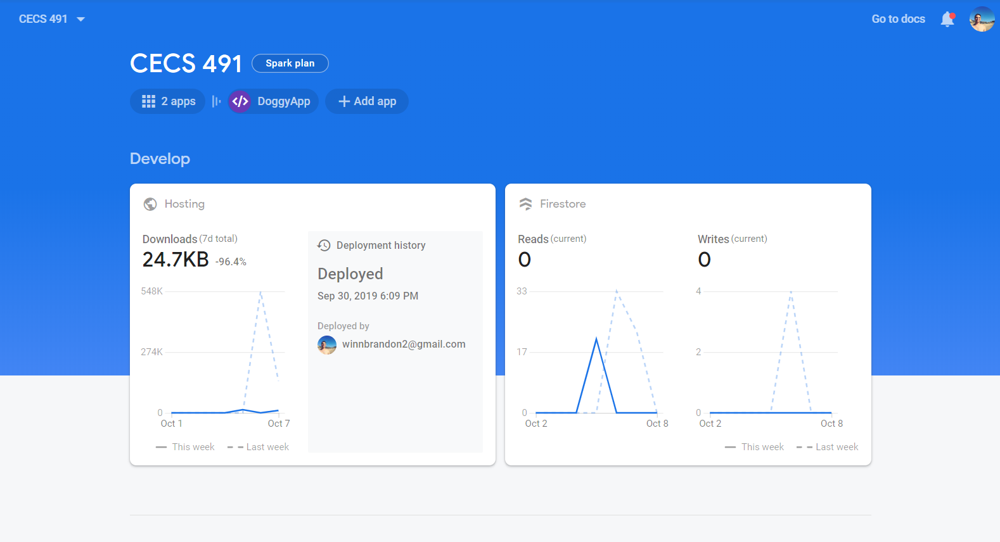 CECS 491
Go to docs
CECS 491
Spark plan
2 apps
</>
DoggyApp
+ Add app
Develop
Hosting
Downloads (7d total)
24.7KB -96.4%
548K
274K
0
Oct 1
Oct 7
This week
Last week
Deployment history
Deployed
Sep 30, 2019 6:09 PM
Deployed by
winnbrandon2@gmail.com
Firestore
Reads (current)
0
33
17
0
Oct 2
Oct 8
Writes (current)
0
4
2
0
Oct 2
Oct 8
This week
Last week